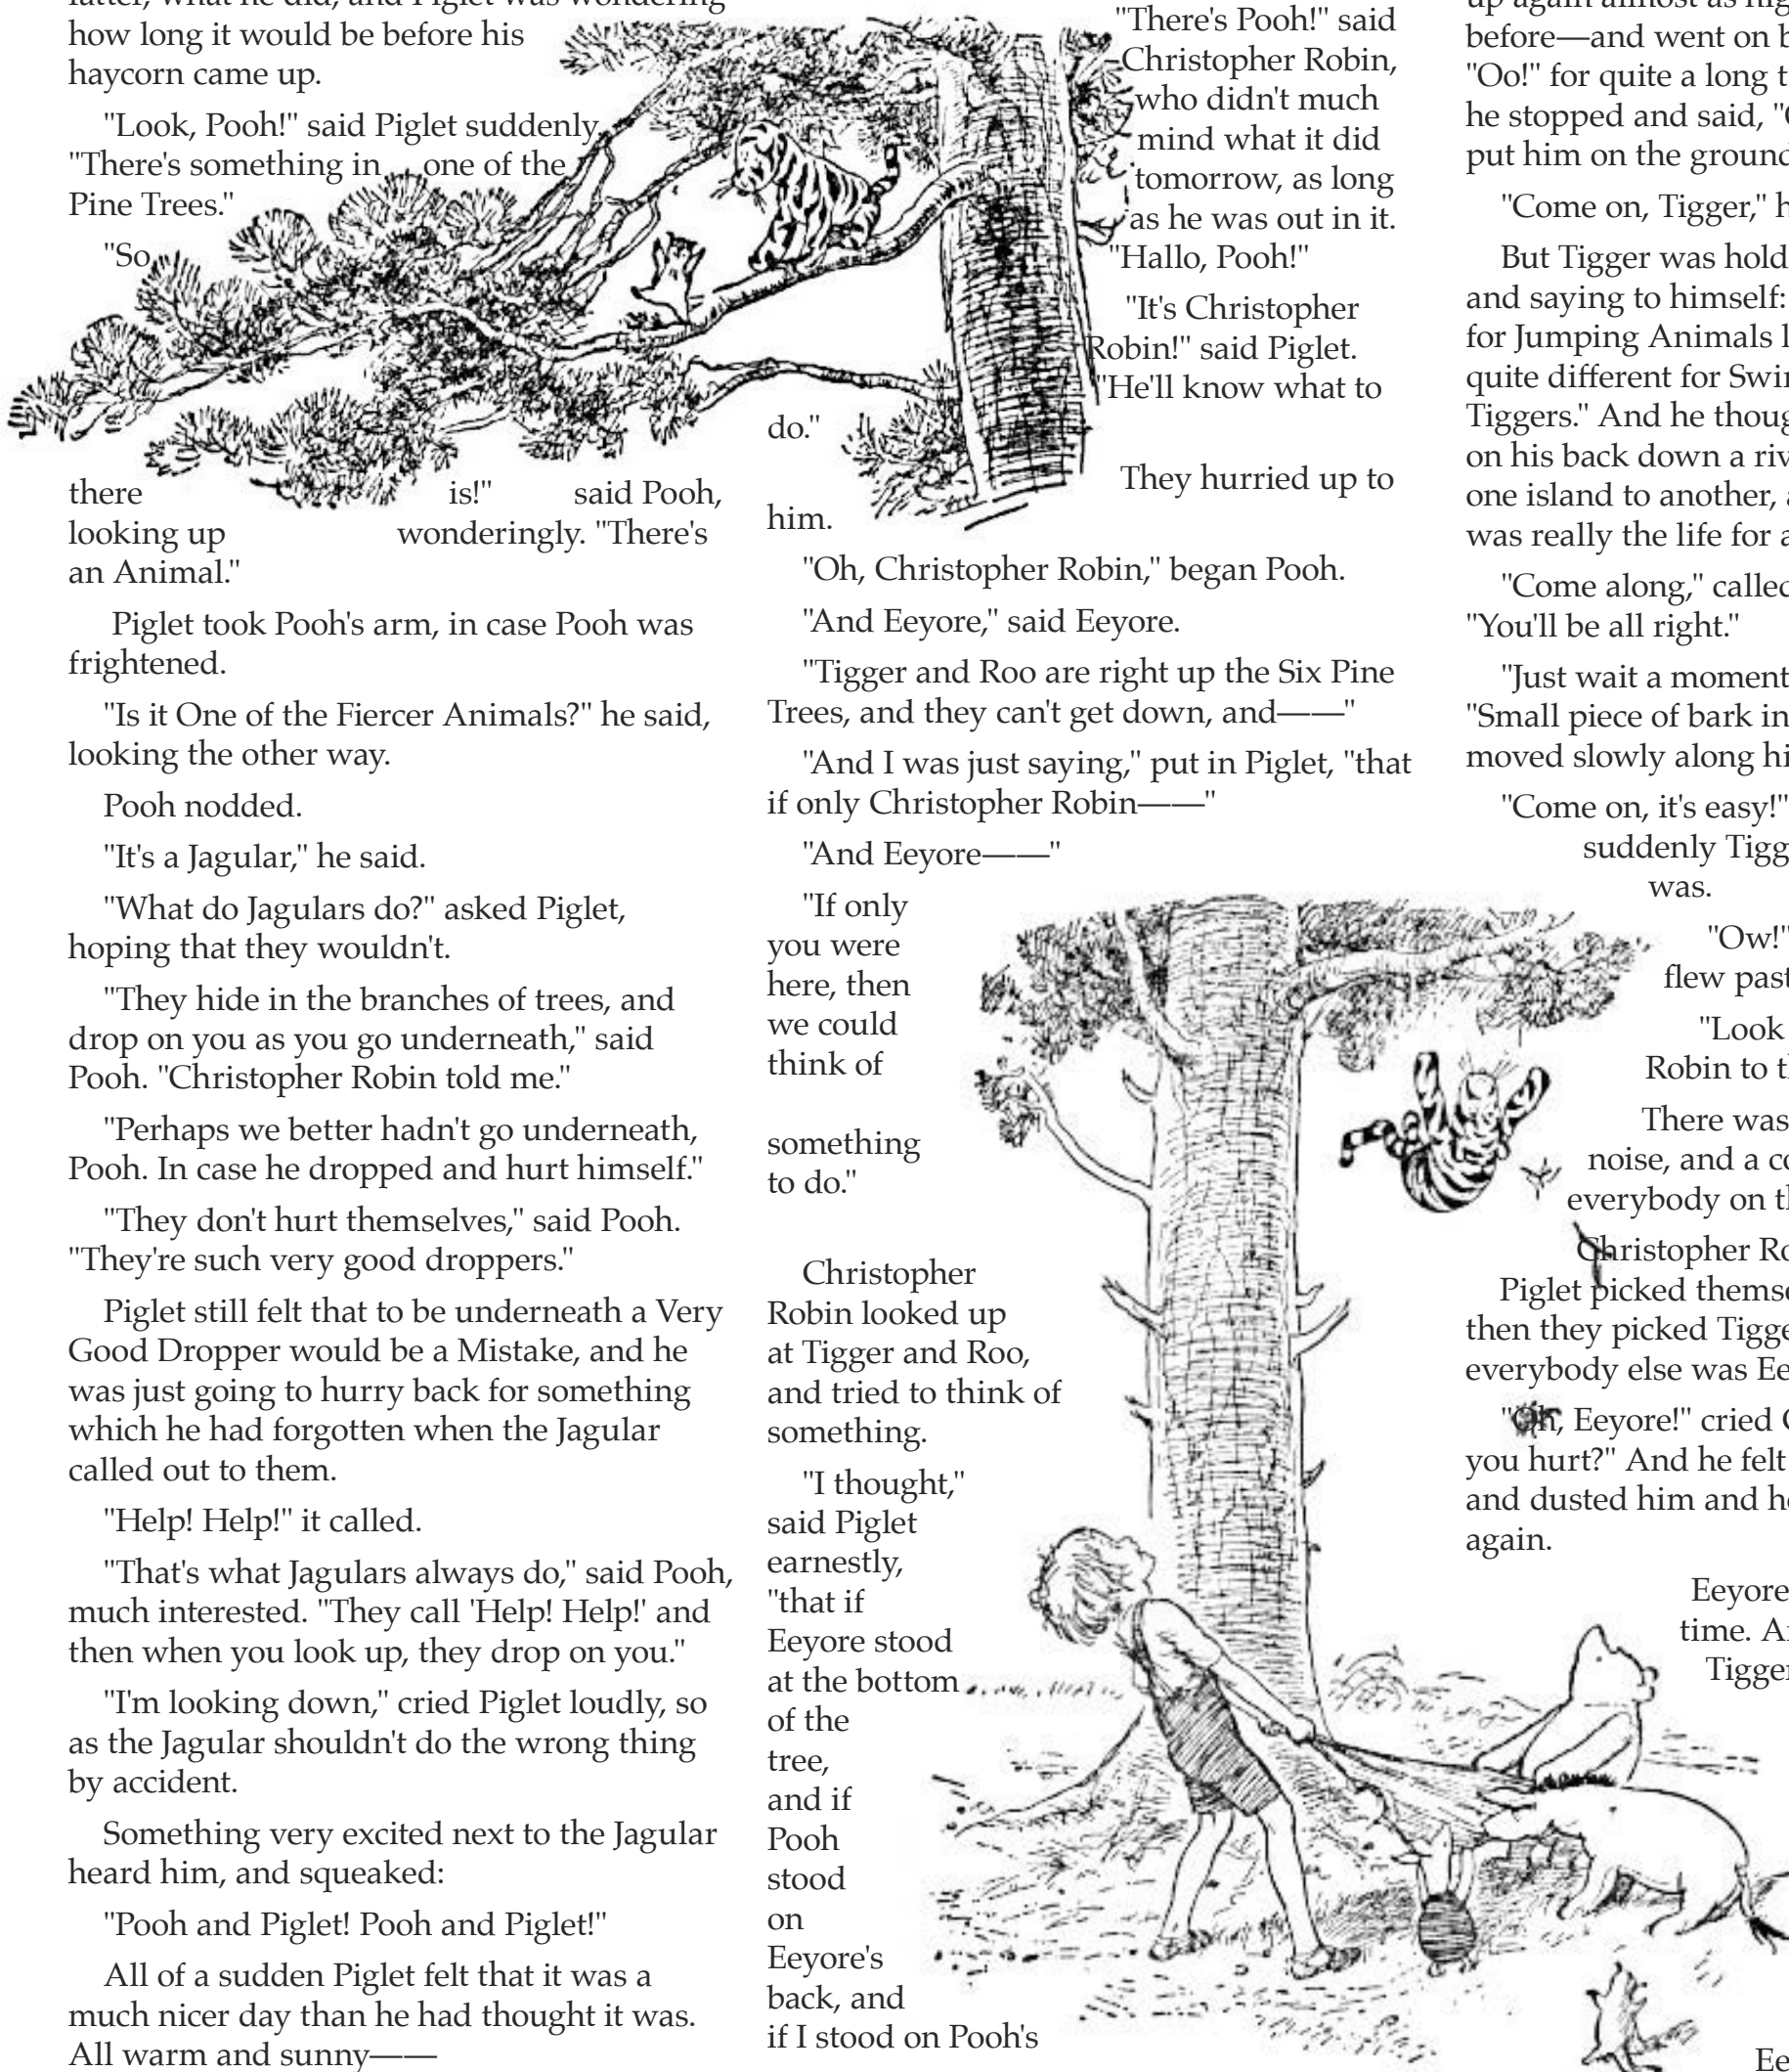 latter, what he did, and Piglet was wondering
how long it would be before his
haycorn came up.
"Look, Pooh!" said Piglet suddenly.
"There's something in one of the
Pine Trees."
"So
there is!" said Pooh,
looking up wonderingly. "There's
an Animal."
Piglet took Pooh's arm, in case Pooh was
frightened.
"Is it One of the Fiercer Animals?" he said,
looking the other way.
Pooh nodded.
"It's a Jagular," he said.
"What do Jagulars do?" asked Piglet,
hoping that they wouldn't.
"They hide in the branches of trees, and
drop on you as you go underneath," said
Pooh. "Christopher Robin told me."
"Perhaps we better hadn't go underneath,
Pooh. In case he dropped and hurt himself."
"They don't hurt themselves," said Pooh.
"They're such very good droppers."
Piglet still felt that to be underneath a Very
Good Dropper would be a Mistake, and he
was just going to hurry back for something
which he had forgotten when the Jagular
called out to them.
"Help! Help!" it called.
"That's what Jagulars always do," said Pooh,
much interested. "They call 'Help! Help!' and
then when you look up, they drop on you."
"I'm looking down," cried Piglet loudly, so
as the Jagular shouldn't do the wrong thing
by accident.
Something very excited next to the Jagular
heard him, and squeaked:
"Pooh and Piglet! Pooh and Piglet!"
All of a sudden Piglet felt that it was a
much nicer day than he had thought it was.
All warm and sunny——
"There's Pooh!" said
Christopher Robin,
who didn't much
mind what it did
tomorrow, as long
as he was out in it.
"Hallo, Pooh!"
"It's Christopher
Robin!" said Piglet.
"He'll know what to
do."
They hurried up to
him.
"Oh, Christopher Robin," began Pooh.
"And Eeyore," said Eeyore.
"Tigger and Roo are right up the Six Pine
Trees, and they can't get down, and——"
"And I was just saying," put in Piglet, "that
if only Christopher Robin——"
"And Eeyore——"
"If only
you were
here, then
we could
think of
something
to do."
Christopher
Robin looked up
at Tigger and Roo,
and tried to think of
something.
"I thought,"
said Piglet
earnestly,
"that if
Eeyore stood
at the bottom
of the
tree,
and if
Pooh
stood
on
Eeyore's
back, and
if I stood on Pooh's
up again almost as
before—and went on
"Oo!" for quite a long
he stopped and said,
put him on the ground
"Come on, Tigger,"
But Tigger was
and saying to himself:
for Jumping Animals
quite different for
Tiggers." And he
on his back down a
one island to another,
was really the life for
"Come along," called
"You'll be all right."
"Just wait a moment
"Small piece of bark in
moved slowly along
"Come on, it's easy!"
suddenly
was.
"Ow!"
flew past
"Look
Robin to
There was
noise, and a
everybody on
Christopher
Piglet picked
then they picked
everybody else was
"Oh, Eeyore!" cried
you hurt?" And he felt
and dusted him and
again.
Eeyore
time.
Tigger